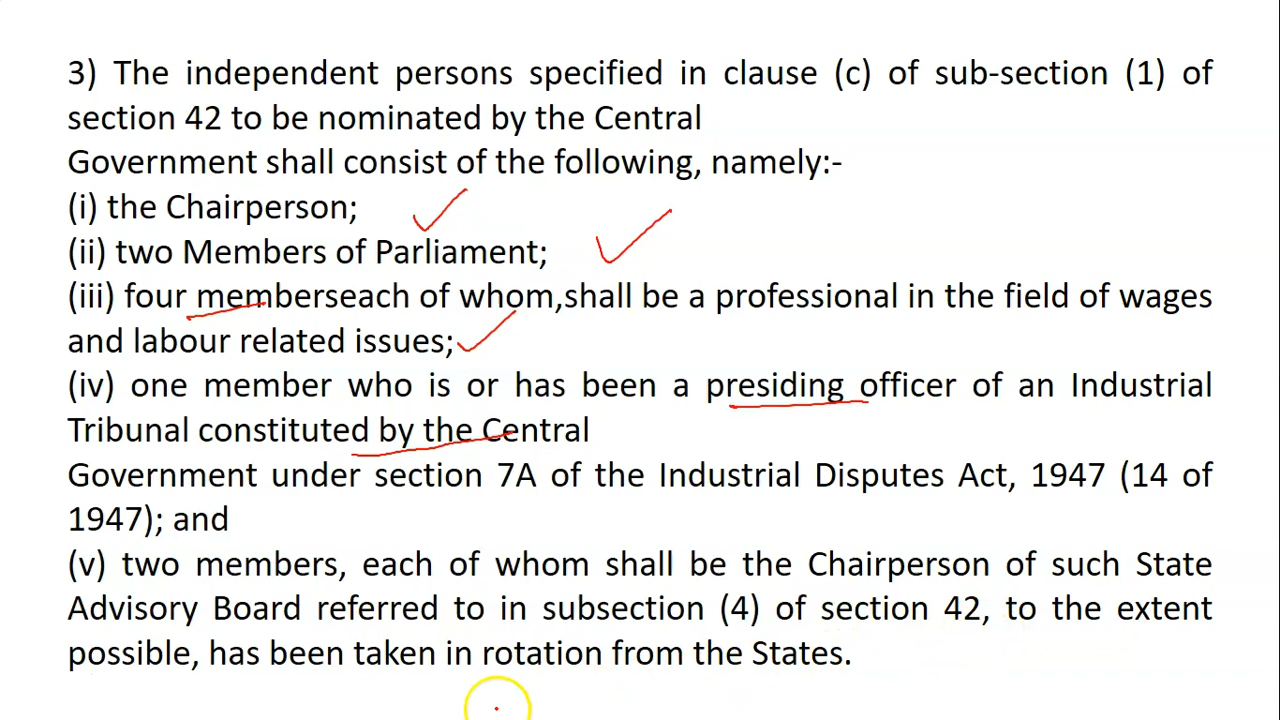 3) The independent persons specified in clause (c) of sub-section (1) of
section 42 to be nominated by the Central
Government shall consist of the following, namely:-
(i) the Chairperson;
(ii) two Members of Parliament;
(iii) four memberseach of whom,shall be a professional in the field of wages
and labour related issues;
(iv) one member who is or has been a presiding officer of an Industrial
Tribunal constituted by the Central
Government under section 7A of the Industrial Disputes Act, 1947 (14 of
1947); and
(v) two members, each of whom shall be the Chairperson of such State
Advisory Board referred to in subsection (4) of section 42, to the extent
possible, has been taken in rotation from the States.